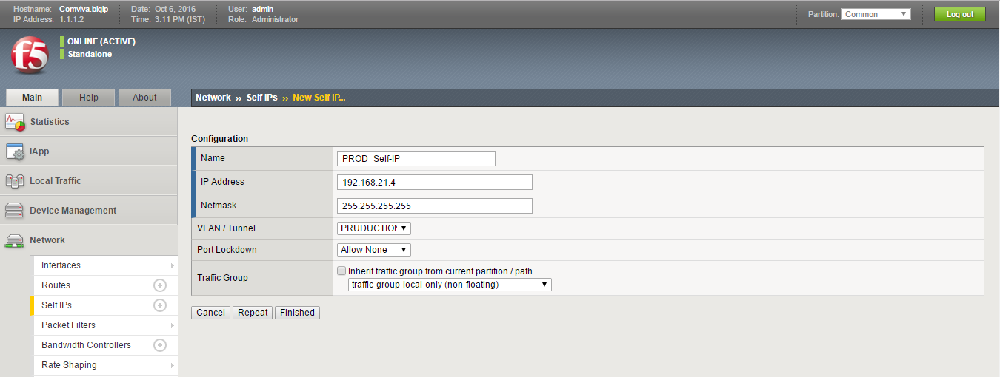 Hostname: Comviva.bigip Date: Oct 6, 2016 User: admin
IP Address: 1.1.1.2 Time: 3:11 PM (IST) Role: Administrator
Partition: Common Log out
f5
ONLINE (ACTIVE)
Standalone
Main Help About
Network ›› Self IPs ›› New Self IP...
Statistics
iApp
Local Traffic
Device Management
Network
Interfaces
Routes
Self IPs
Packet Filters
Bandwidth Controllers
Rate Shaping
Configuration
Name PROD_Self-IP
IP Address 192.168.21.4
Netmask 255.255.255.255
VLAN / Tunnel PRUDUCTION
Port Lockdown Allow None
Traffic Group Inherit traffic group from current partition / path
traffic-group-local-only (non-floating)
Cancel Repeat Finished